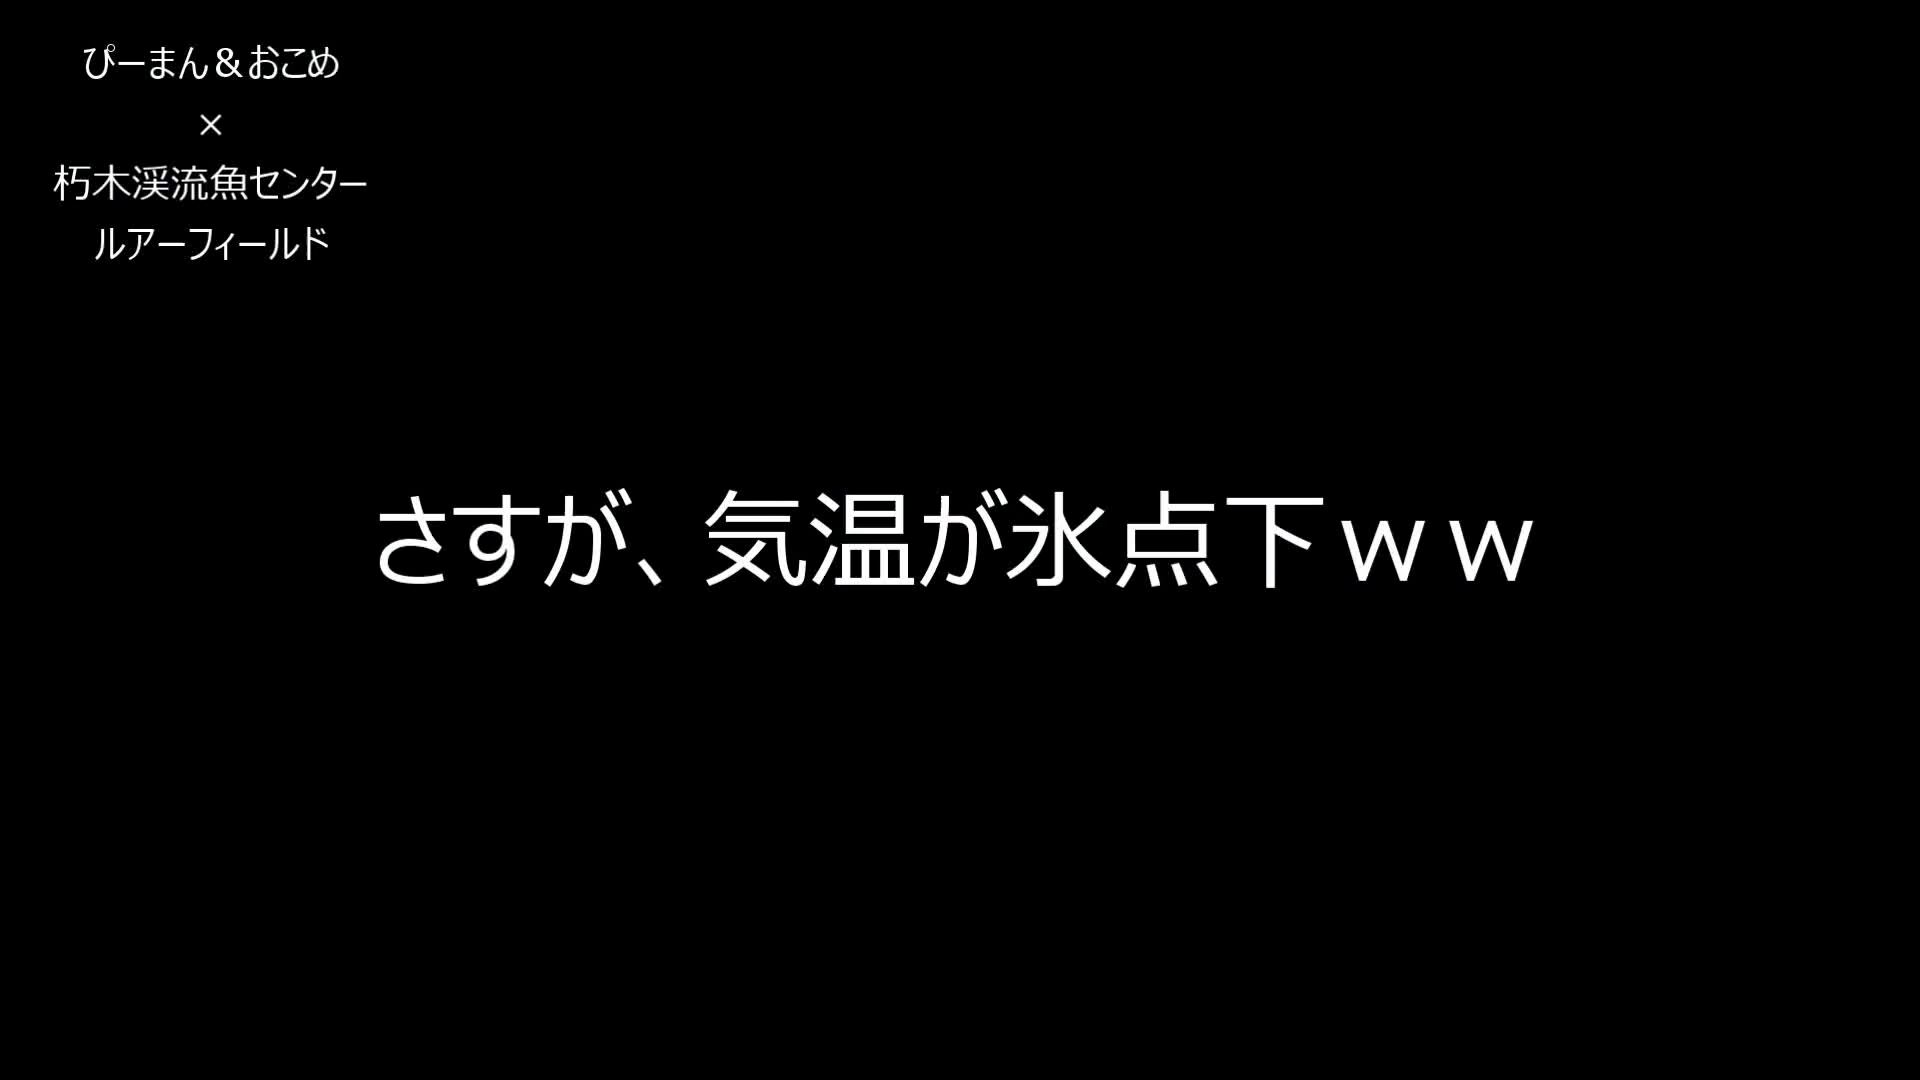 ぴーまん＆おこめ
×
朽木渓流魚センター
ルアーフィールド
さすが、気温が氷点下ｗｗ